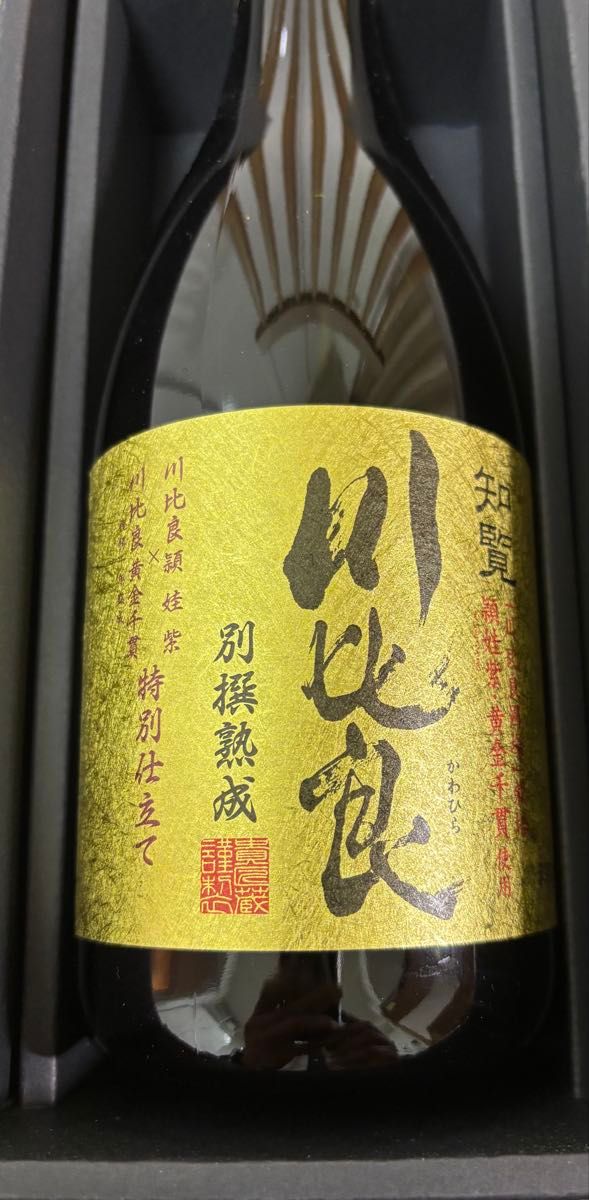 知覧
頴娃紫 黄金千貫 使用
川比良
かわひら
別撰熟成
川比良頴娃紫
×
川比良黄金千貫
特別仕立て